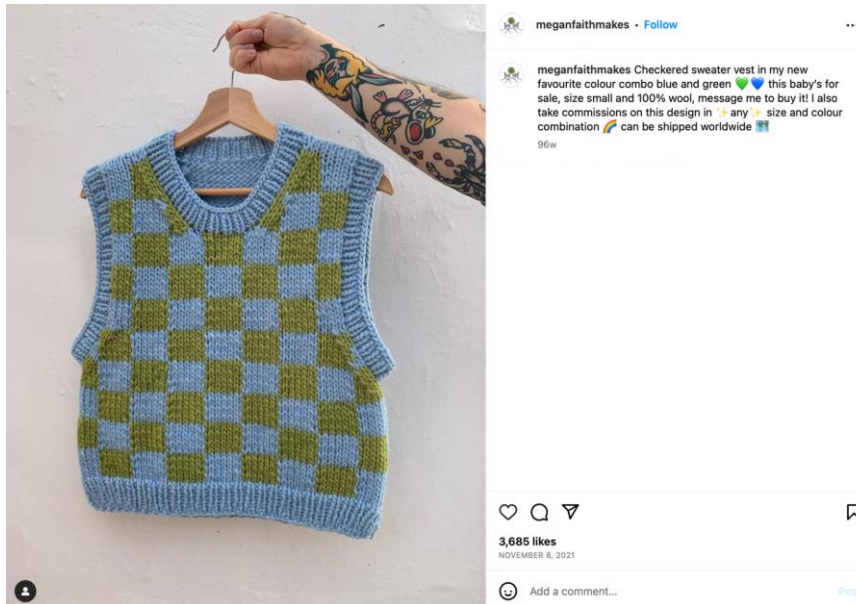 meganfaithmakes • Follow
meganfaithmakes Checkered sweater vest in my new
favourite colour combo blue and green 💚💙 this baby's for
sale, size small and 100% wool, message me to buy it! I also
take commissions on this design in ✨any✨ size and colour
combination 🌈 can be shipped worldwide 🗺️
96w
3,685 likes
NOVEMBER 8, 2021
Add a comment...
Pos